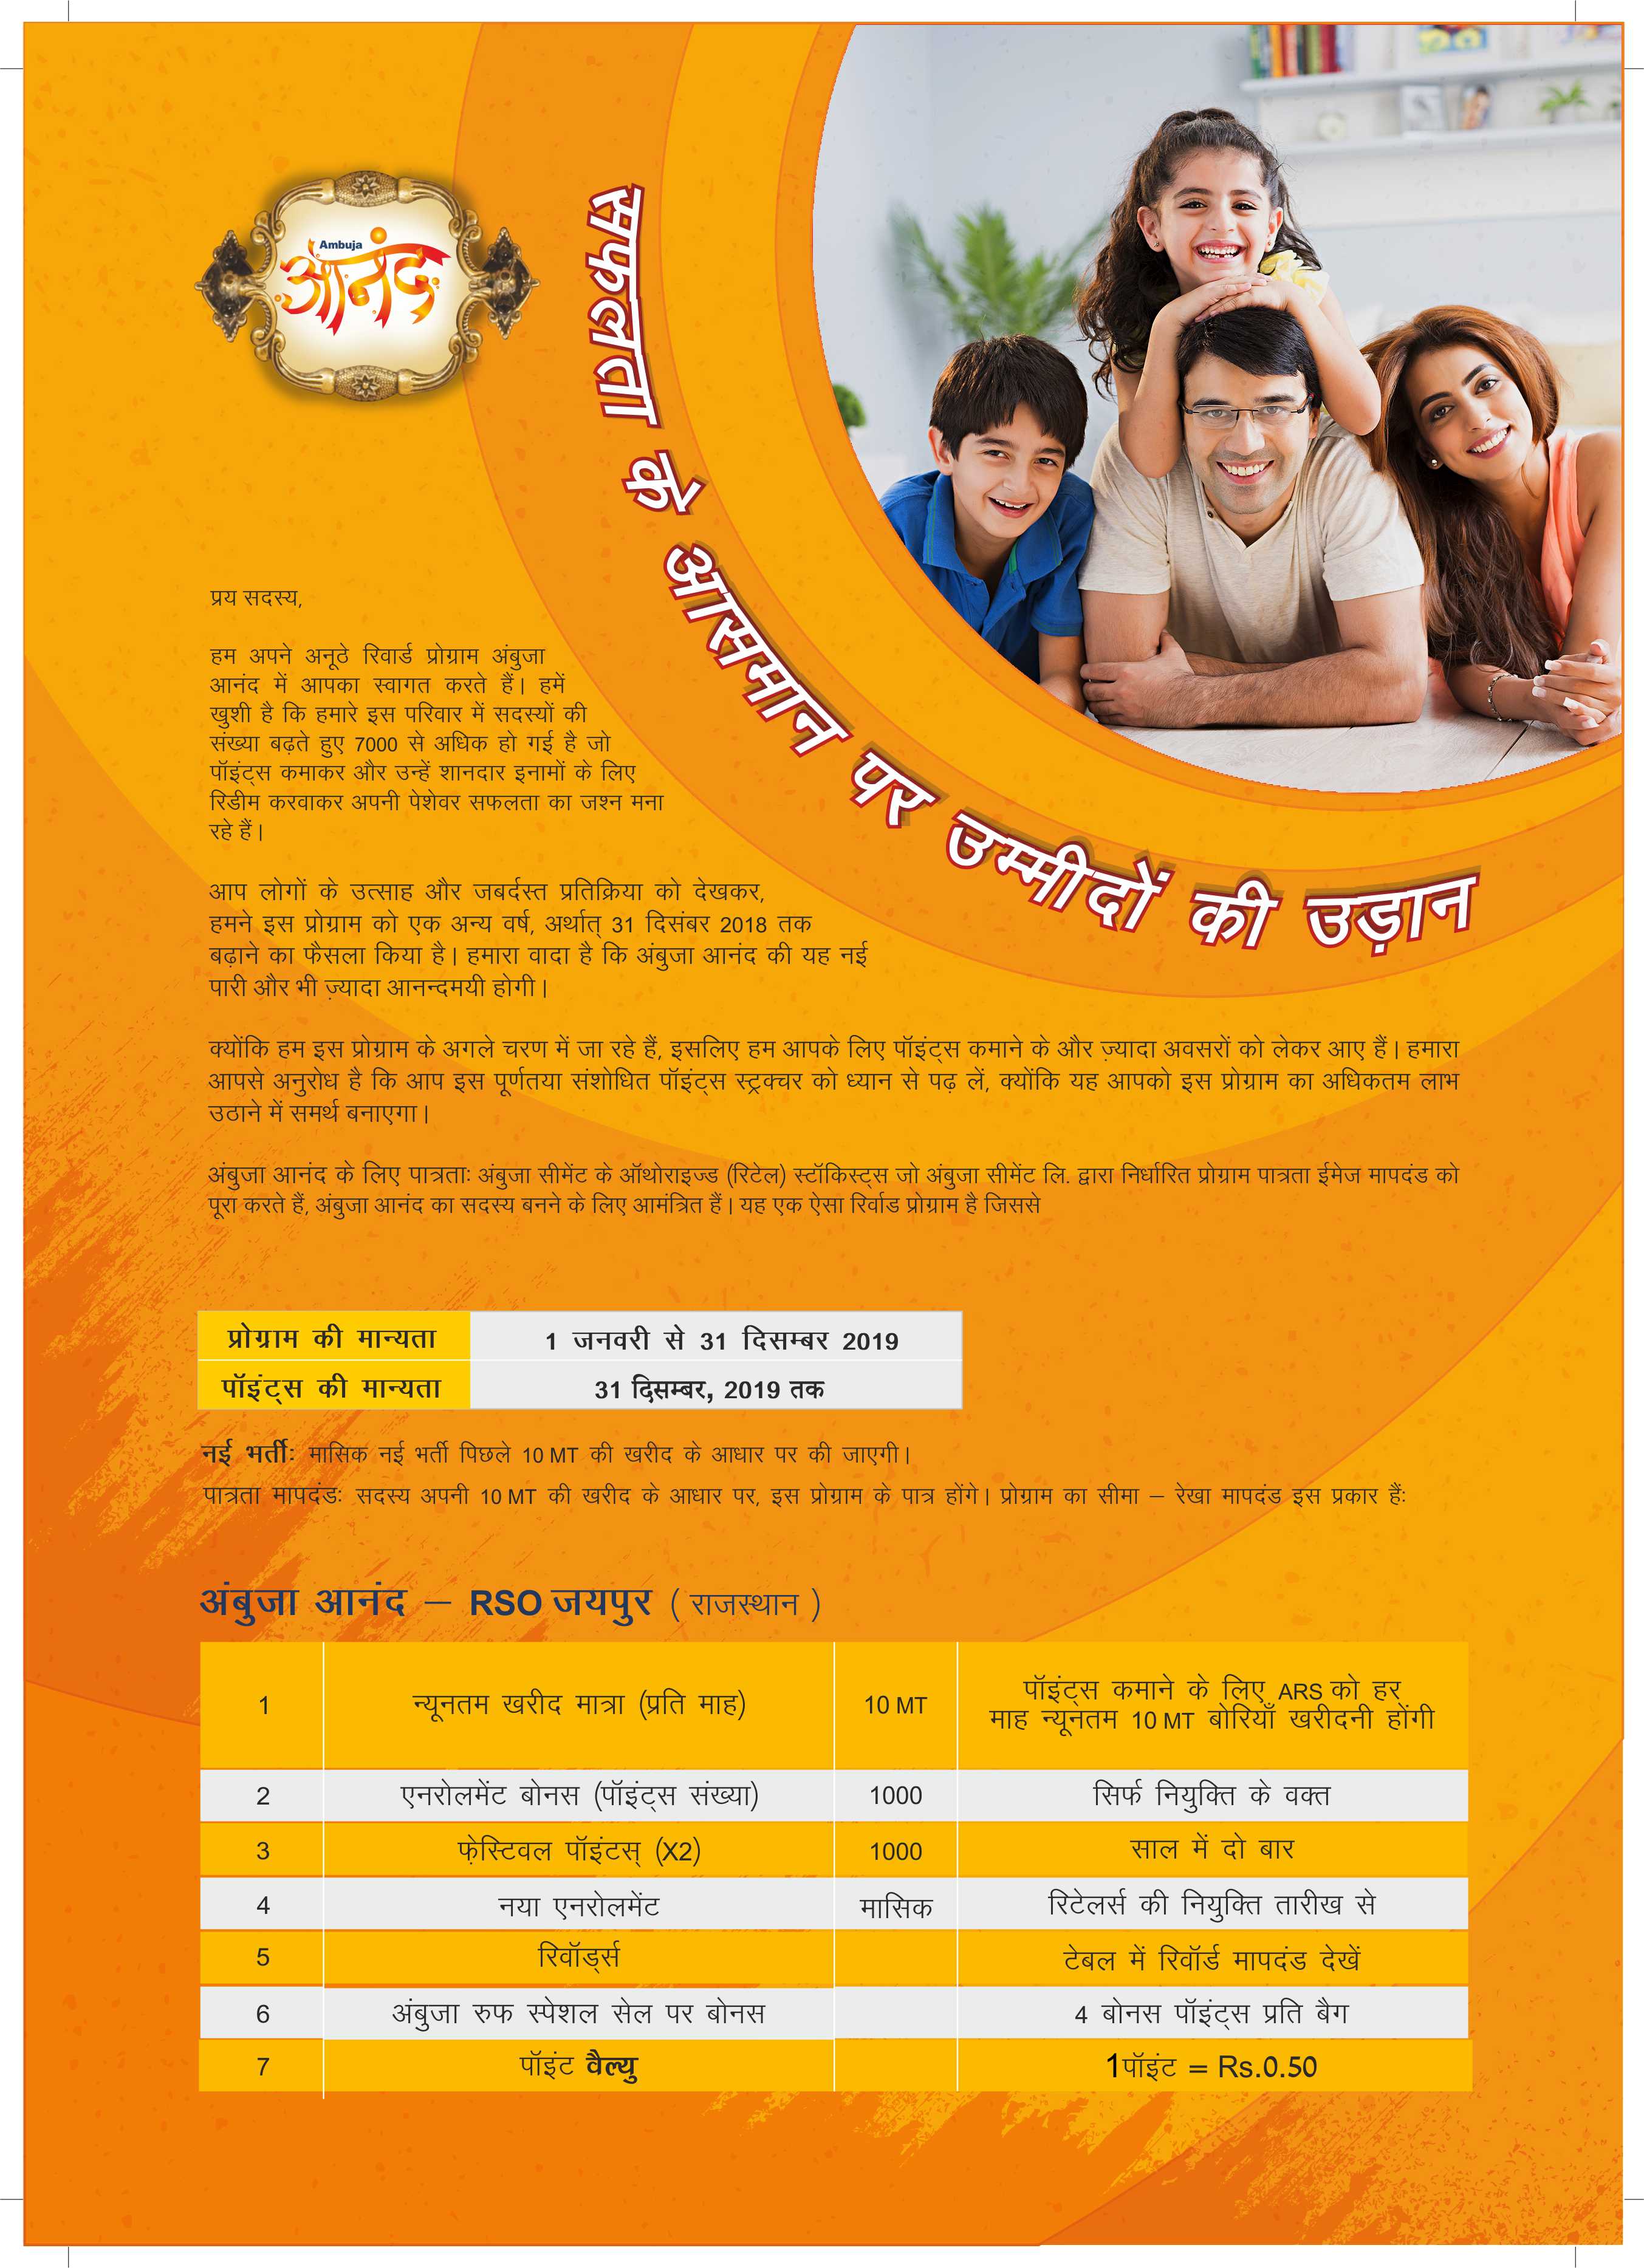 Ambuja
आनंद
सफलता के आसमान पर उम्मीदों की उड़ान
प्रय सदस्य,
हम अपने अनूठे रिवार्ड प्रोग्राम अंबुजा
आनंद में आपका स्वागत करते हैं। हमें
खुशी है कि हमारे इस परिवार में सदस्यों की
संख्या बढ़ते हुए 7000 से अधिक हो गई है जो
पॉइंट्स कमाकर और उन्हें शानदार इनामों के लिए
रिडीम करवाकर अपनी पेशेवर सफलता का जश्न मना
रहे हैं।
आप लोगों के उत्साह और जबर्दस्त प्रतिक्रिया को देखकर,
हमने इस प्रोग्राम को एक अन्य वर्ष, अर्थात् 31 दिसंबर 2018 तक
बढ़ाने का फैसला किया है। हमारा वादा है कि अंबुजा आनंद की यह नई
पारी और भी ज़्यादा आनन्दमयी होगी।
क्योंकि हम इस प्रोग्राम के अगले चरण में जा रहे हैं, इसलिए हम आपके लिए पॉइंट्स कमाने के और ज़्यादा अवसरों को लेकर आए हैं। हमारा
आपसे अनुरोध है कि आप इस पूर्णतया संशोधित पॉइंट्स स्ट्रक्चर को ध्यान से पढ़ लें, क्योंकि यह आपको इस प्रोग्राम का अधिकतम लाभ
उठाने में समर्थ बनाएगा।
अंबुजा आनंद के लिए पात्रताः अंबुजा सीमेंट के ऑथोराइज्ड (रिटेल) स्टॉकिस्ट्स जो अंबुजा सीमेंट लि. द्वारा निर्धारित प्रोग्राम पात्रता ईमेज मापदंड को
पूरा करते हैं, अंबुजा आनंद का सदस्य बनने के लिए आमंत्रित हैं। यह एक ऐसा रिर्वाड प्रोग्राम है जिससे
प्रोग्राम की मान्यता 1 जनवरी से 31 दिसम्बर 2019
पॉइंट्स की मान्यता 31 दिसम्बर, 2019 तक
नई भर्तीः मासिक नई भर्ती पिछले 10 MT की खरीद के आधार पर की जाएगी।
पात्रता मापदंडः सदस्य अपनी 10 MT की खरीद के आधार पर, इस प्रोग्राम के पात्र होंगे। प्रोग्राम का सीमा – रेखा मापदंड इस प्रकार हैंः
अंबुजा आनंद – RSO जयपुर ( राजस्थान )
1 न्यूनतम खरीद मात्रा (प्रति माह) 10 MT पॉइंट्स कमाने के लिए ARS को हर
माह न्यूनतम 10 MT बोरियाँ खरीदनी होंगी
2 एनरोलमेंट बोनस (पॉइंट्स संख्या) 1000 सिर्फ नियुक्ति के वक्त
3 फ़ेस्टिवल पॉइंटस् (X2) 1000 साल में दो बार
4 नया एनरोलमेंट मासिक रिटेलर्स की नियुक्ति तारीख से
5 रिवॉर्ड्स टेबल में रिवॉर्ड मापदंड देखें
6 अंबुजा रुफ स्पेशल सेल पर बोनस 4 बोनस पॉइंट्स प्रति बैग
7 पॉइंट वैल्यु 1पॉइंट = Rs.0.50